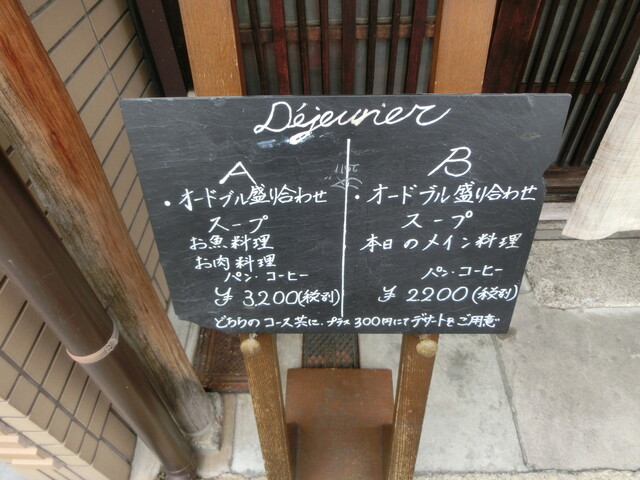 Déjeunier
A
・オードブル盛り合わせ
スープ
お魚料理
お肉料理
パン・コーヒー
¥ 3,200(税別)
B
・オードブル盛り合わせ
スープ
本日のメイン料理
パン・コーヒー
¥ 2200(税別)
どちらのコース共に、プラス300円にてデザートをご用意